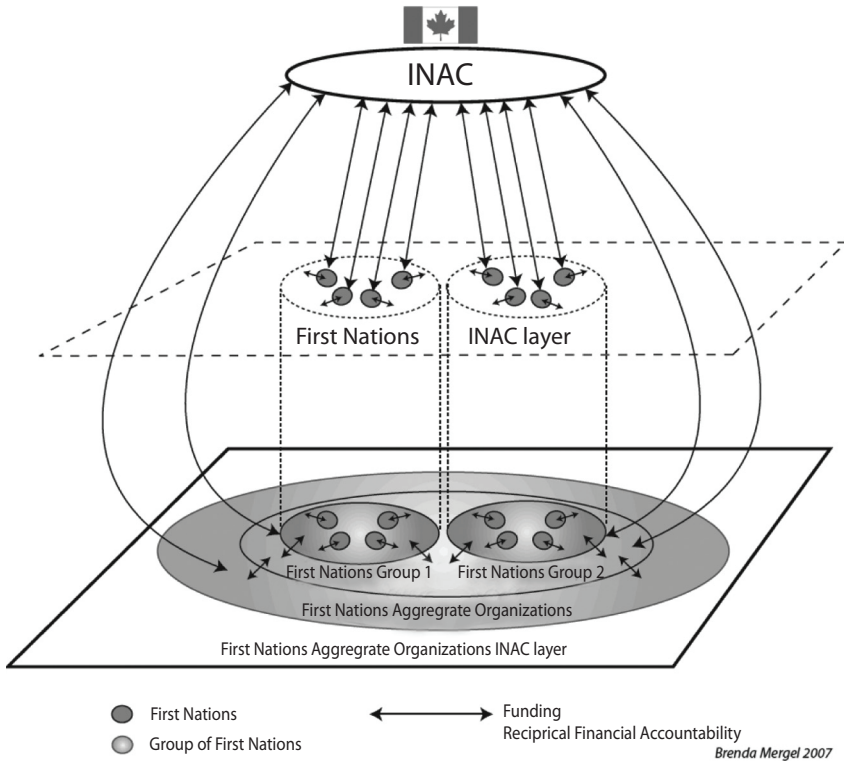 INAC
First Nations
INAC layer
First Nations Group 1
First Nations Group 2
First Nations Aggregrate Organizations
First Nations Aggregrate Organizations INAC layer
First Nations
Group of First Nations
Funding
Reciprical Financial Accountability
Brenda Mergel 2007